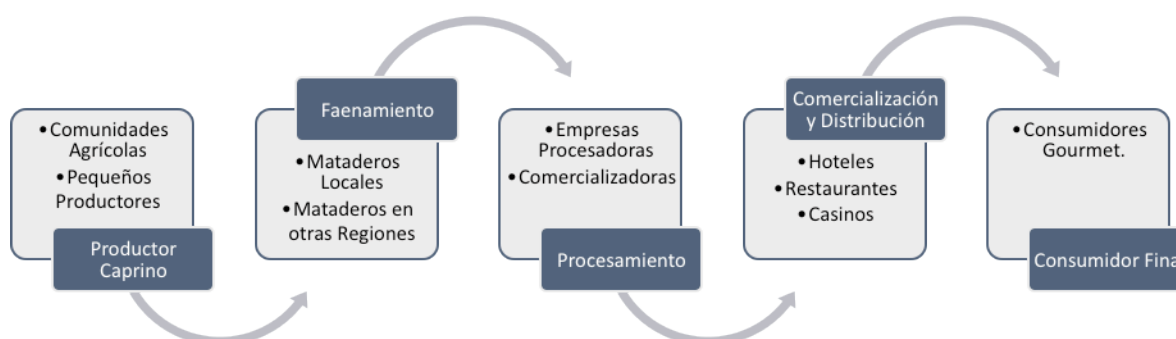 • Comunidades
Agrícolas
• Pequeños
Productores
Productor
Caprino
Faenamiento
• Mataderos
Locales
• Mataderos en
otras Regiones
• Empresas
Procesadoras
• Comercializadoras
Procesamiento
Comercialización
y Distribución
• Hoteles
• Restaurantes
• Casinos
• Consumidores
Gourmet.
Consumidor Fina